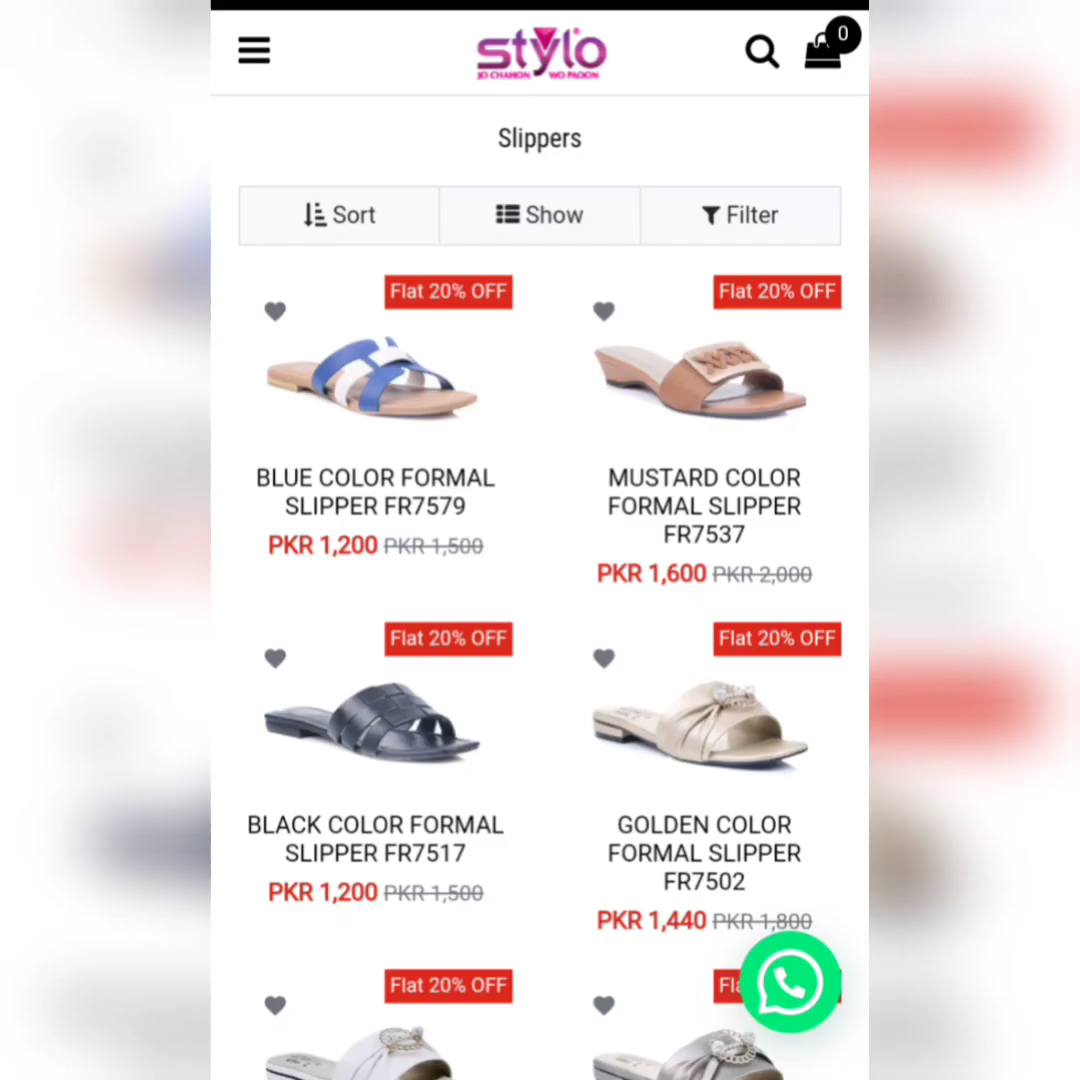 0
stylo
JO CHAHON WO PAOON
Slippers
Sort
Show
Filter
Flat 20% OFF
Flat 20% OFF
BLUE COLOR FORMAL
SLIPPER FR7579
PKR 1,200 PKR 1,500
MUSTARD COLOR
FORMAL SLIPPER
FR7537
PKR 1,600 PKR 2,000
Flat 20% OFF
Flat 20% OFF
BLACK COLOR FORMAL
SLIPPER FR7517
PKR 1,200 PKR 1,500
GOLDEN COLOR
FORMAL SLIPPER
FR7502
PKR 1,440 PKR 1,800
Flat 20% OFF